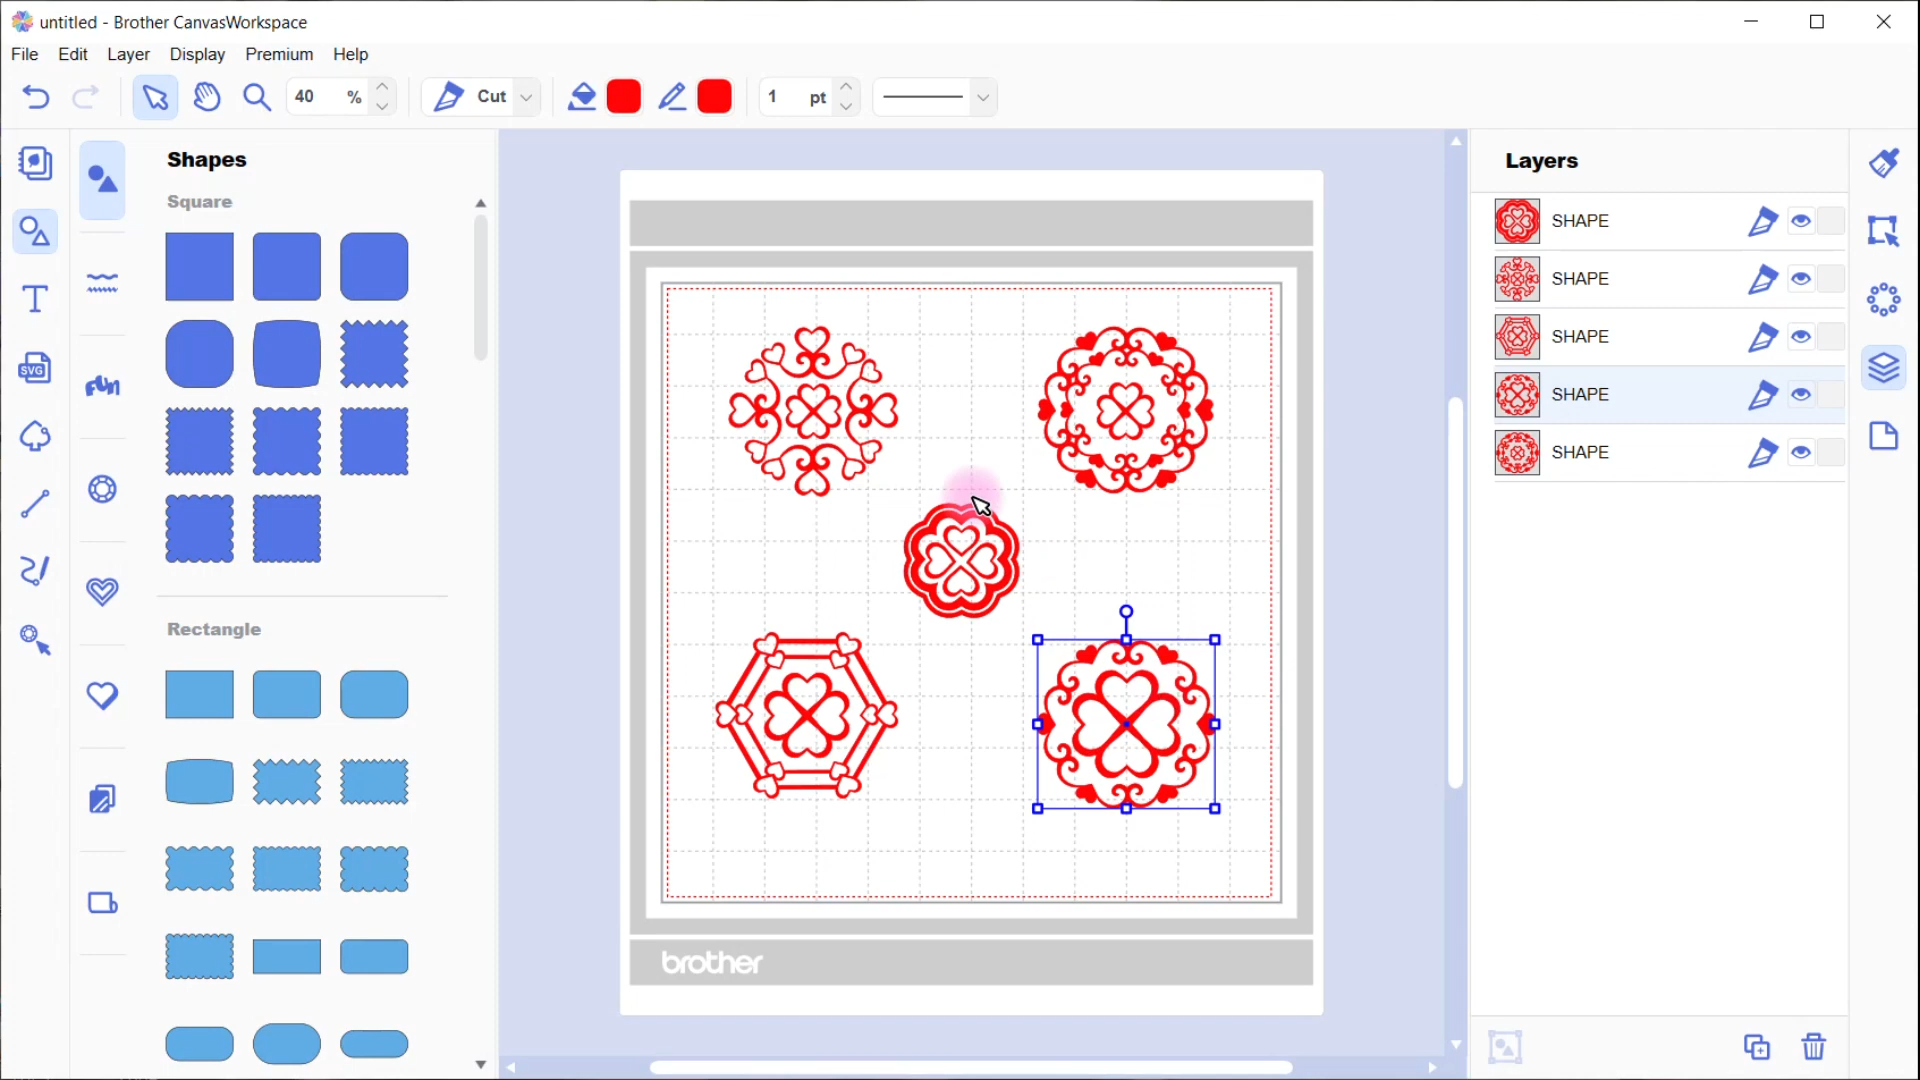 untitled - Brother CanvasWorkspace
File Edit Layer Display Premium Help
40 % Cut 1 pt
Shapes
Square
Rectangle
SVG
fun
brother
Layers
SHAPE
SHAPE
SHAPE
SHAPE
SHAPE